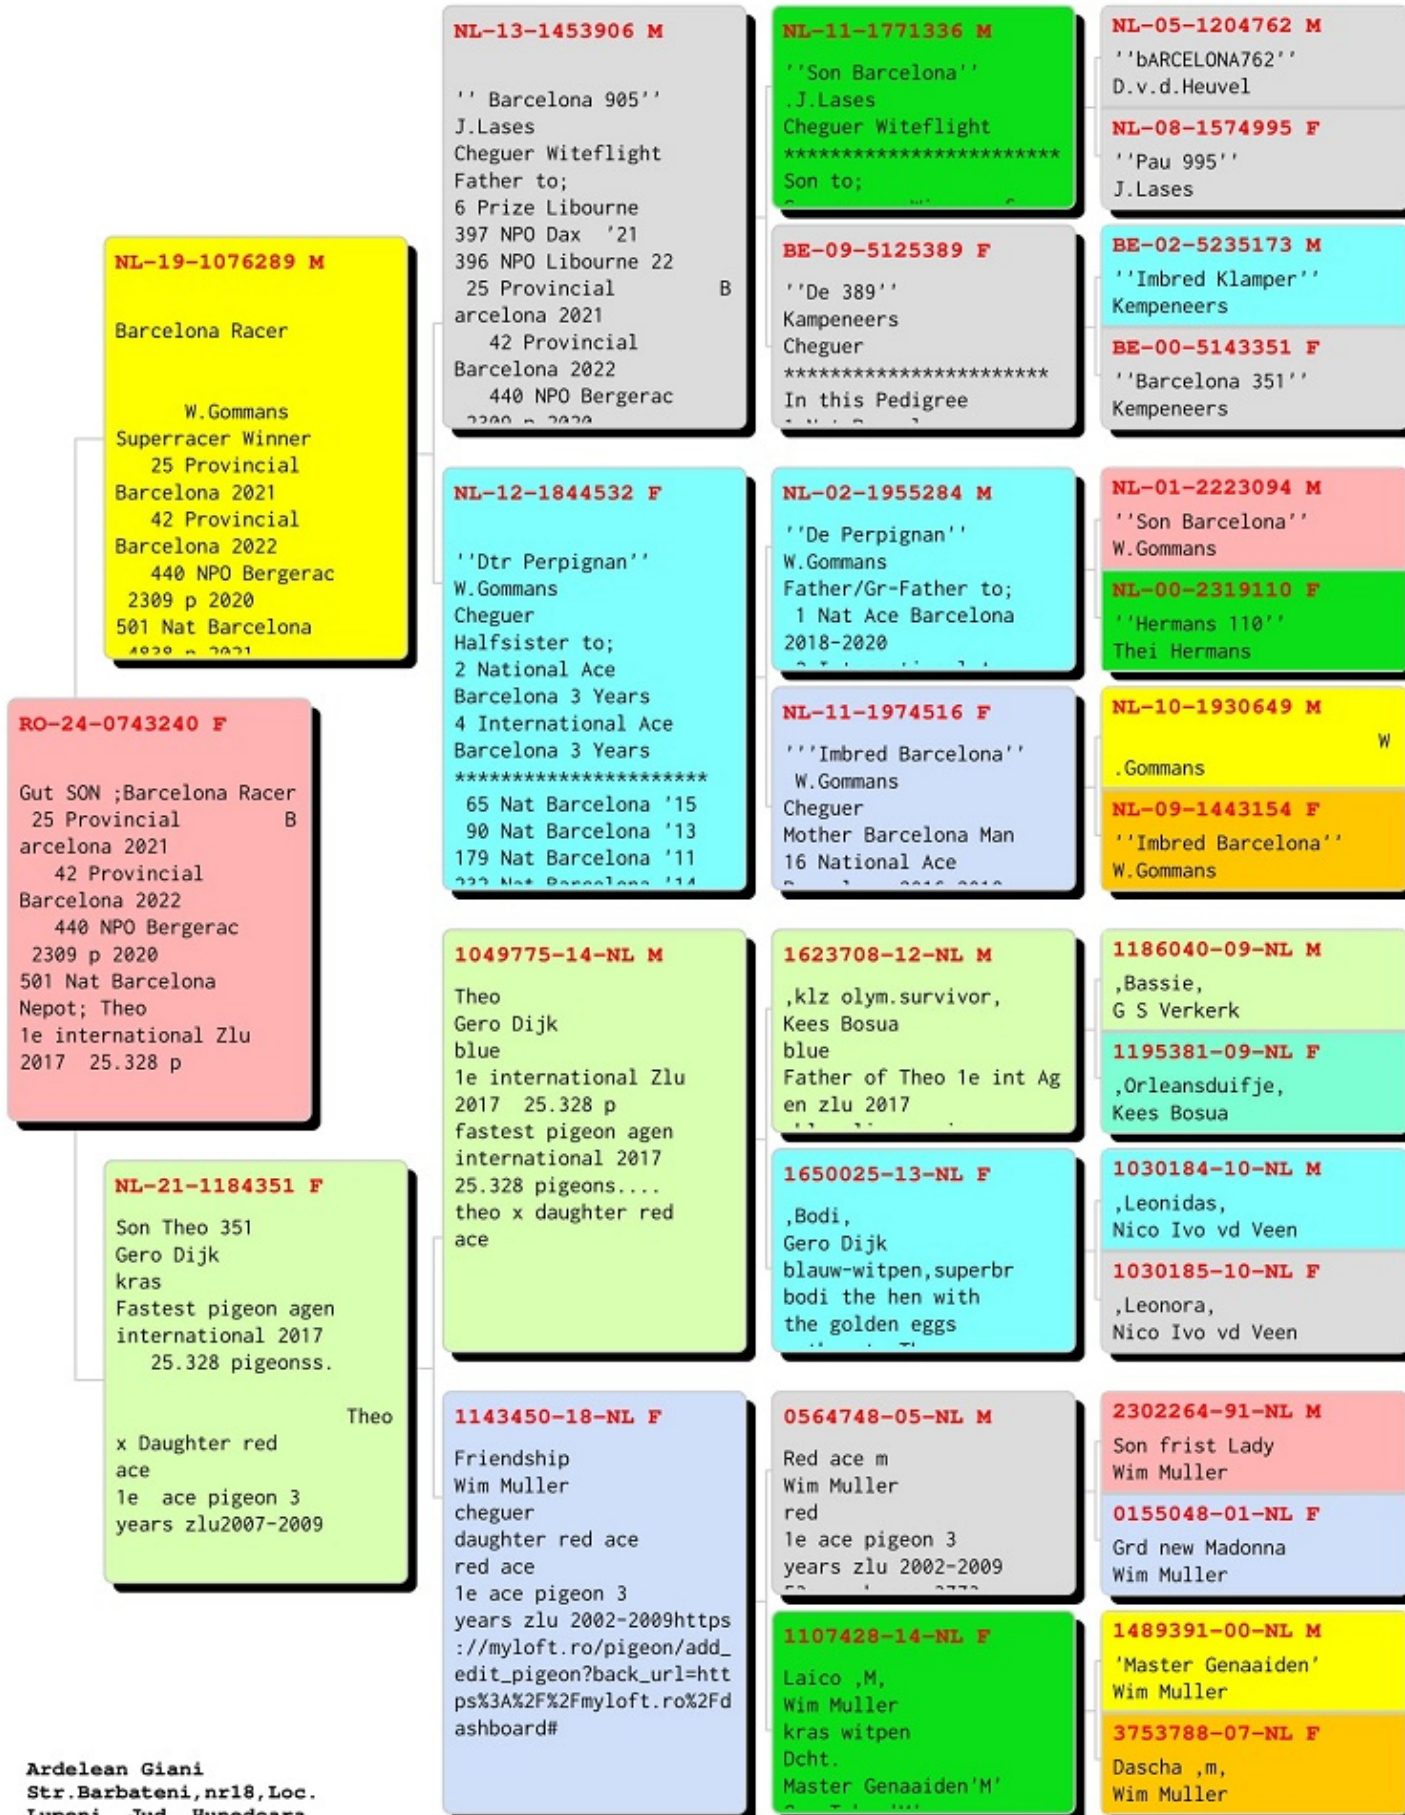 RO-24-0743240 F
Gut SON ;Barcelona Racer
25 Provincial B
arcelona 2021
42 Provincial
Barcelona 2022
440 NPO Bergerac
2309 p 2020
501 Nat Barcelona
Nepot; Theo
1e international Zlu
2017 25.328 p
NL-19-1076289 M
Barcelona Racer
W.Gommans
Superracer Winner
25 Provincial
Barcelona 2021
42 Provincial
Barcelona 2022
440 NPO Bergerac
2309 p 2020
501 Nat Barcelona
4838 p 2021
NL-21-1184351 F
Son Theo 351
Gero Dijk
kras
Fastest pigeon agen
international 2017
25.328 pigeonss.
Theo
x Daughter red
ace
1e ace pigeon 3
years zlu2007-2009
NL-13-1453906 M
'' Barcelona 905''
J.Lases
Cheguer Witeflight
Father to;
6 Prize Libourne
397 NPO Dax '21
396 NPO Libourne 22
25 Provincial B
arcelona 2021
42 Provincial
Barcelona 2022
440 NPO Bergerac
2309 p 2020
NL-12-1844532 F
''Dtr Perpignan''
W.Gommans
Cheguer
Halfsister to;
2 National Ace
Barcelona 3 Years
4 International Ace
Barcelona 3 Years
**********************
65 Nat Barcelona '15
90 Nat Barcelona '13
179 Nat Barcelona '11
232 Nat Barcelona '14
1049775-14-NL M
Theo
Gero Dijk
blue
1e international Zlu
2017 25.328 p
fastest pigeon agen
international 2017
25.328 pigeons....
theo x daughter red
ace
1143450-18-NL F
Friendship
Wim Muller
cheguer
daughter red ace
red ace
1e ace pigeon 3
years zlu 2002-2009https
://myloft.ro/pigeon/add_
edit_pigeon?back_url=htt
ps%3A%2F%2Fmyloft.ro%2Fd
ashboard#
NL-11-1771336 M
''Son Barcelona''
.J.Lases
Cheguer Witeflight
************************
Son to;
BE-09-5125389 F
''De 389''
Kampeneers
Cheguer
***********************
In this Pedigree
NL-02-1955284 M
''De Perpignan''
W.Gommans
Father/Gr-Father to;
1 Nat Ace Barcelona
2018-2020
NL-11-1974516 F
'''Imbred Barcelona''
W.Gommans
Cheguer
Mother Barcelona Man
16 National Ace
1623708-12-NL M
,klz olym.survivor,
Kees Bosua
blue
Father of Theo 1e int Ag
en zlu 2017
1650025-13-NL F
,Bodi,
Gero Dijk
blauw-witpen,superbr
bodi the hen with
the golden eggs
0564748-05-NL M
Red ace m
Wim Muller
red
1e ace pigeon 3
years zlu 2002-2009
1107428-14-NL F
Laico ,M,
Wim Muller
kras witpen
Dcht.
Master Genaaiden'M'
NL-05-1204762 M
''bARCELONA762''
D.v.d.Heuvel
NL-08-1574995 F
''Pau 995''
J.Lases
BE-02-5235173 M
''Imbred Klamper''
Kempeneers
BE-00-5143351 F
''Barcelona 351''
Kempeneers
NL-01-2223094 M
''Son Barcelona''
W.Gommans
NL-00-2319110 F
''Hermans 110''
Thei Hermans
NL-10-1930649 M
W
.Gommans
NL-09-1443154 F
''Imbred Barcelona''
W.Gommans
1186040-09-NL M
,Bassie,
G S Verkerk
1195381-09-NL F
,Orleansduifje,
Kees Bosua
1030184-10-NL M
,Leonidas,
Nico Ivo vd Veen
1030185-10-NL F
,Leonora,
Nico Ivo vd Veen
2302264-91-NL M
Son frist Lady
Wim Muller
0155048-01-NL F
Grd new Madonna
Wim Muller
1489391-00-NL M
'Master Genaaiden'
Wim Muller
3753788-07-NL F
Dascha ,m,
Wim Muller
Ardelean Giani
Str.Barbateni,nr18,Loc.
Lupeni, Jud. Hunedoara